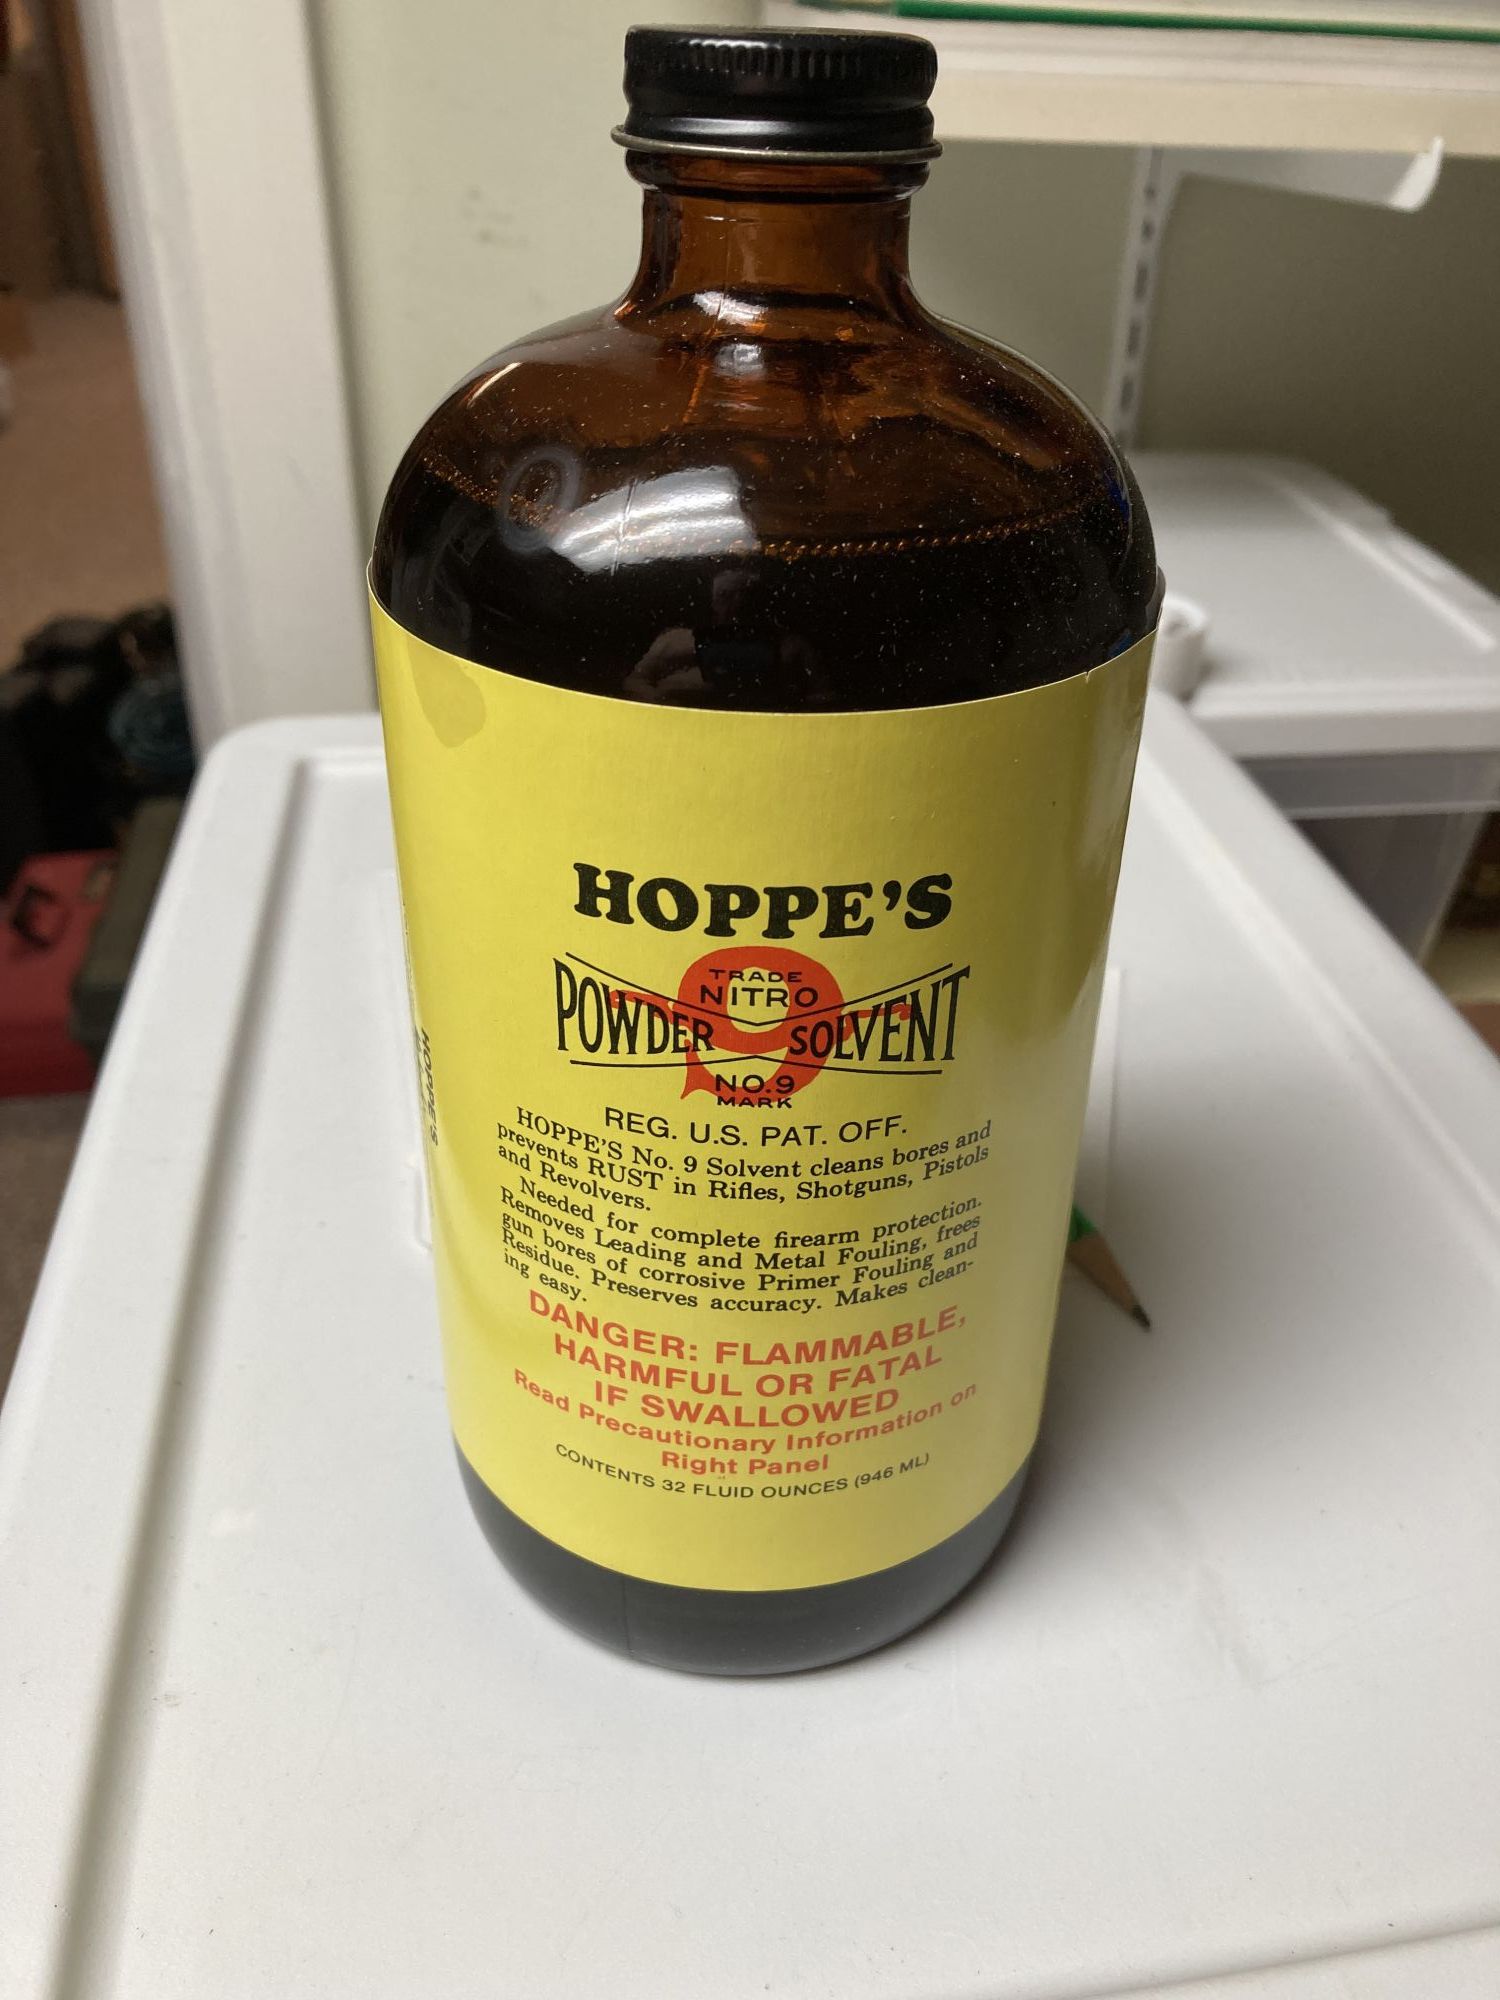 HOPPE'S
TRADE
NITRO
POWDER SOLVENT
NO.9
MARK
REG. U.S. PAT. OFF.
HOPPE'S No. 9 Solvent cleans bores and
prevents RUST in Rifles, Shotguns, Pistols
and Revolvers.
Needed for complete firearm protection.
Removes Leading and Metal Fouling, frees
gun bores of corrosive Primer Fouling and
Residue. Preserves accuracy. Makes clean-
ing easy.
DANGER: FLAMMABLE,
HARMFUL OR FATAL
IF SWALLOWED
Read Precautionary Information on
Right Panel
CONTENTS 32 FLUID OUNCES (946 ML)
HOPPE'S